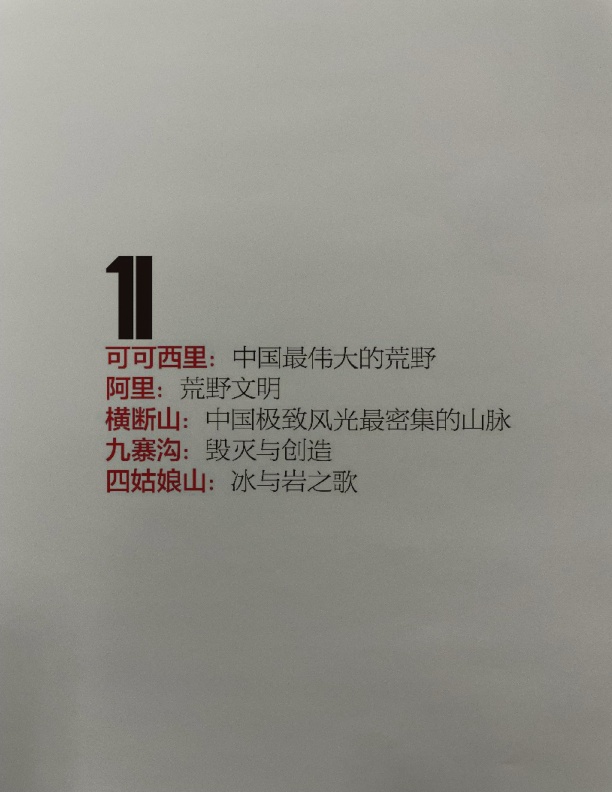 1
可可西里：中国最伟大的荒野
阿里：荒野文明
横断山：中国极致风光最密集的山脉
九寨沟：毁灭与创造
四姑娘山：冰与岩之歌